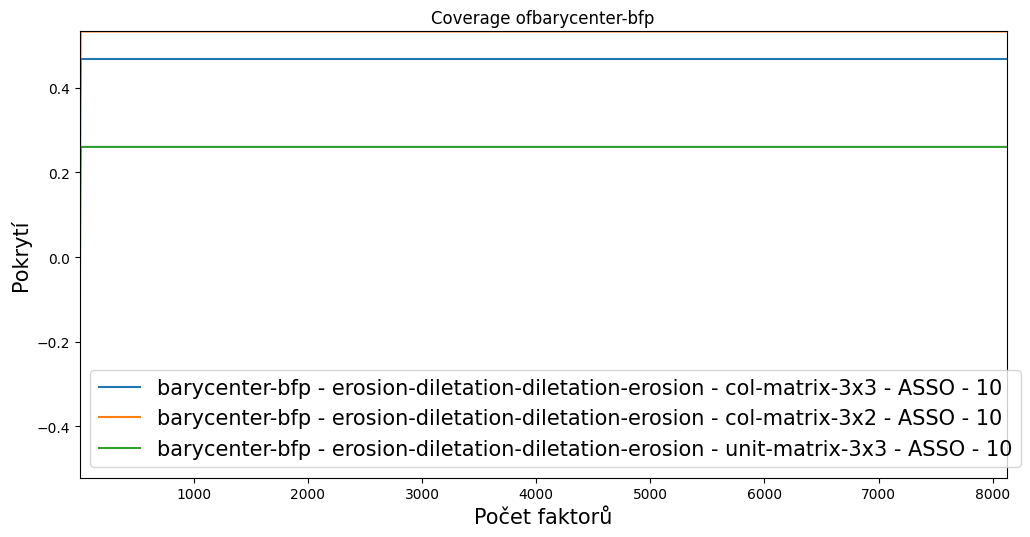 Coverage ofbarycenter-bfp
0.4
0.2
0.0
−0.2
−0.4
Pokrytí
barycenter-bfp - erosion-diletation-diletation-erosion - col-matrix-3x3 - ASSO - 10
barycenter-bfp - erosion-diletation-diletation-erosion - col-matrix-3x2 - ASSO - 10
barycenter-bfp - erosion-diletation-diletation-erosion - unit-matrix-3x3 - ASSO - 10
1000 2000 3000 4000 5000 6000 7000 8000
Počet faktorů